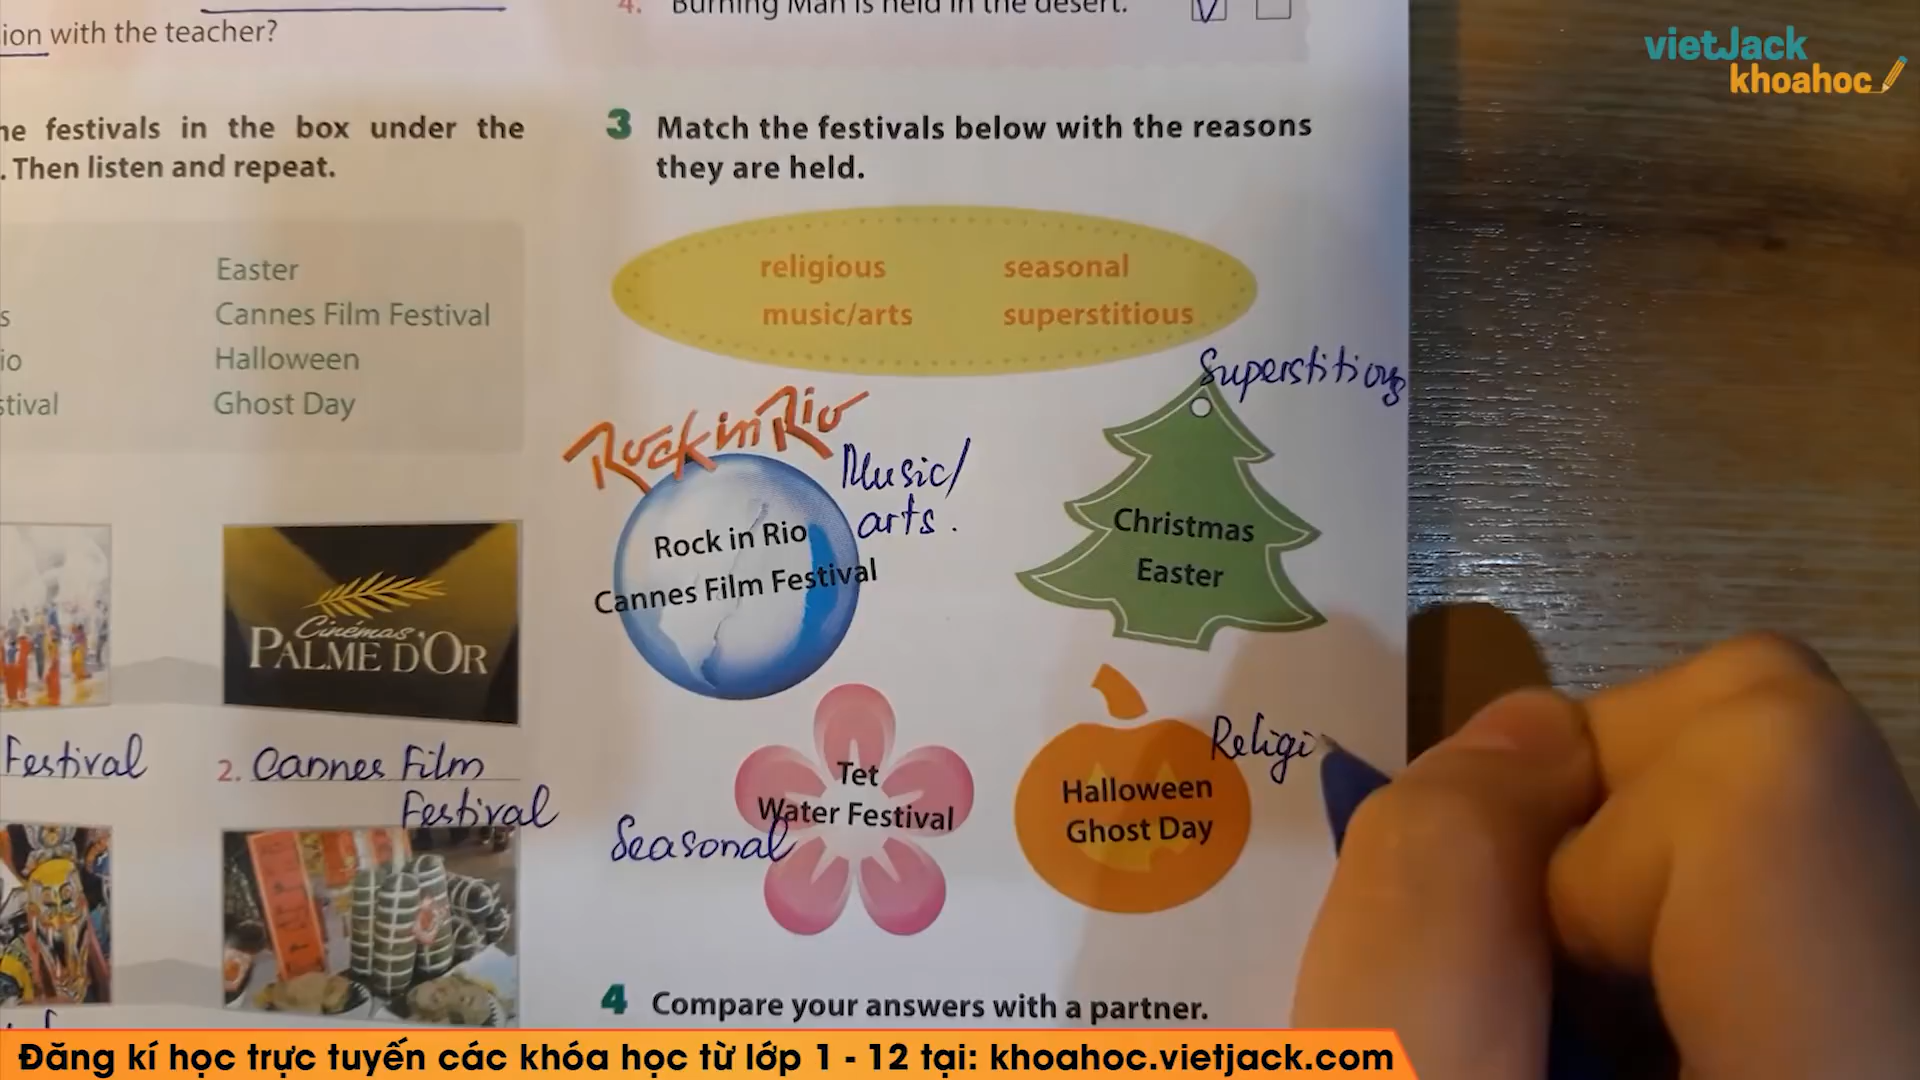 ion with the teacher?
4. Burning Man is held in the desert.
vietJack
khoahoc
he festivals in the box under the
. Then listen and repeat.
Easter
s Cannes Film Festival
io Halloween
stival Ghost Day
Cinémas
PALME D'OR
Festival
2. Cannes Film
Festival
3 Match the festivals below with the reasons
they are held.
religious seasonal
music/arts superstitious
Rock in Rio
Music/
arts.
Rock in Rio
Cannes Film Festival
Superstitious
Christmas
Easter
Tet
Water Festival
Seasonal
Religi
Halloween
Ghost Day
4 Compare your answers with a partner.
Đăng kí học trực tuyến các khóa học từ lớp 1 - 12 tại: khoahoc.vietjack.com